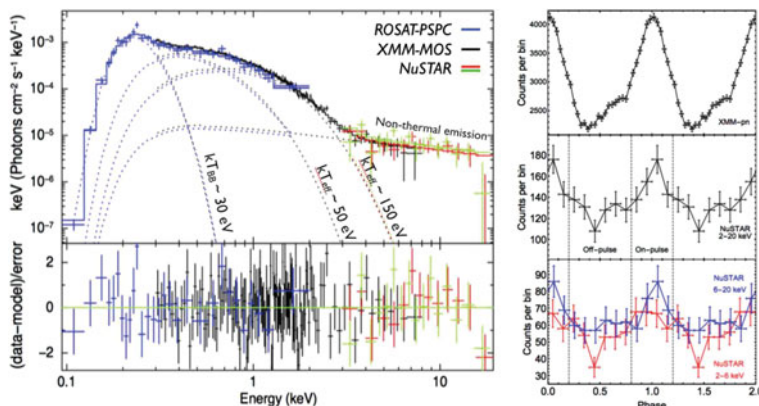 ROSAT-PSPC
XMM-MOS
NuSTAR
Non-thermal emission
kT_BB ~ 30 eV
kT_eff ~ 50 eV
kT_eff ~ 150 eV
keV (Photons cm⁻² s⁻¹ keV⁻¹)
10⁻³
10⁻⁴
10⁻⁵
10⁻⁶
10⁻⁷
(data−model)/error
2
0
−2
0.1 1 10
Energy (keV)
Counts per bin
4000
3500
3000
2500
XMM-pn
Counts per bin
180
160
140
120
100
Off-pulse On-pulse
NuSTAR
2-20 keV
Counts per bin
90
80
70
60
50
40
30
NuSTAR
6-20 keV
NuSTAR
2-6 keV
0.0 0.5 1.0 1.5 2.0
Phase